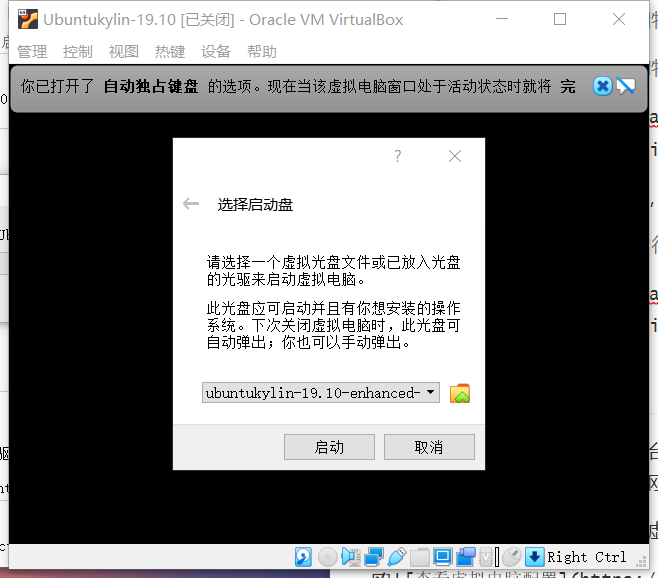 Ubuntukylin-19.10 [已关闭] - Oracle VM VirtualBox
管理 控制 视图 热键 设备 帮助
你已打开了 自动独占键盘 的选项。现在当该虚拟电脑窗口处于活动状态时就将 完
?
选择启动盘
请选择一个虚拟光盘文件或已放入光盘
的光驱来启动虚拟电脑。
此光盘应可启动并且有你想安装的操作
系统。下次关闭虚拟电脑时，此光盘可
自动弹出；你也可以手动弹出。
ubuntukylin-19.10-enhanced-
启动 取消
Right Ctrl